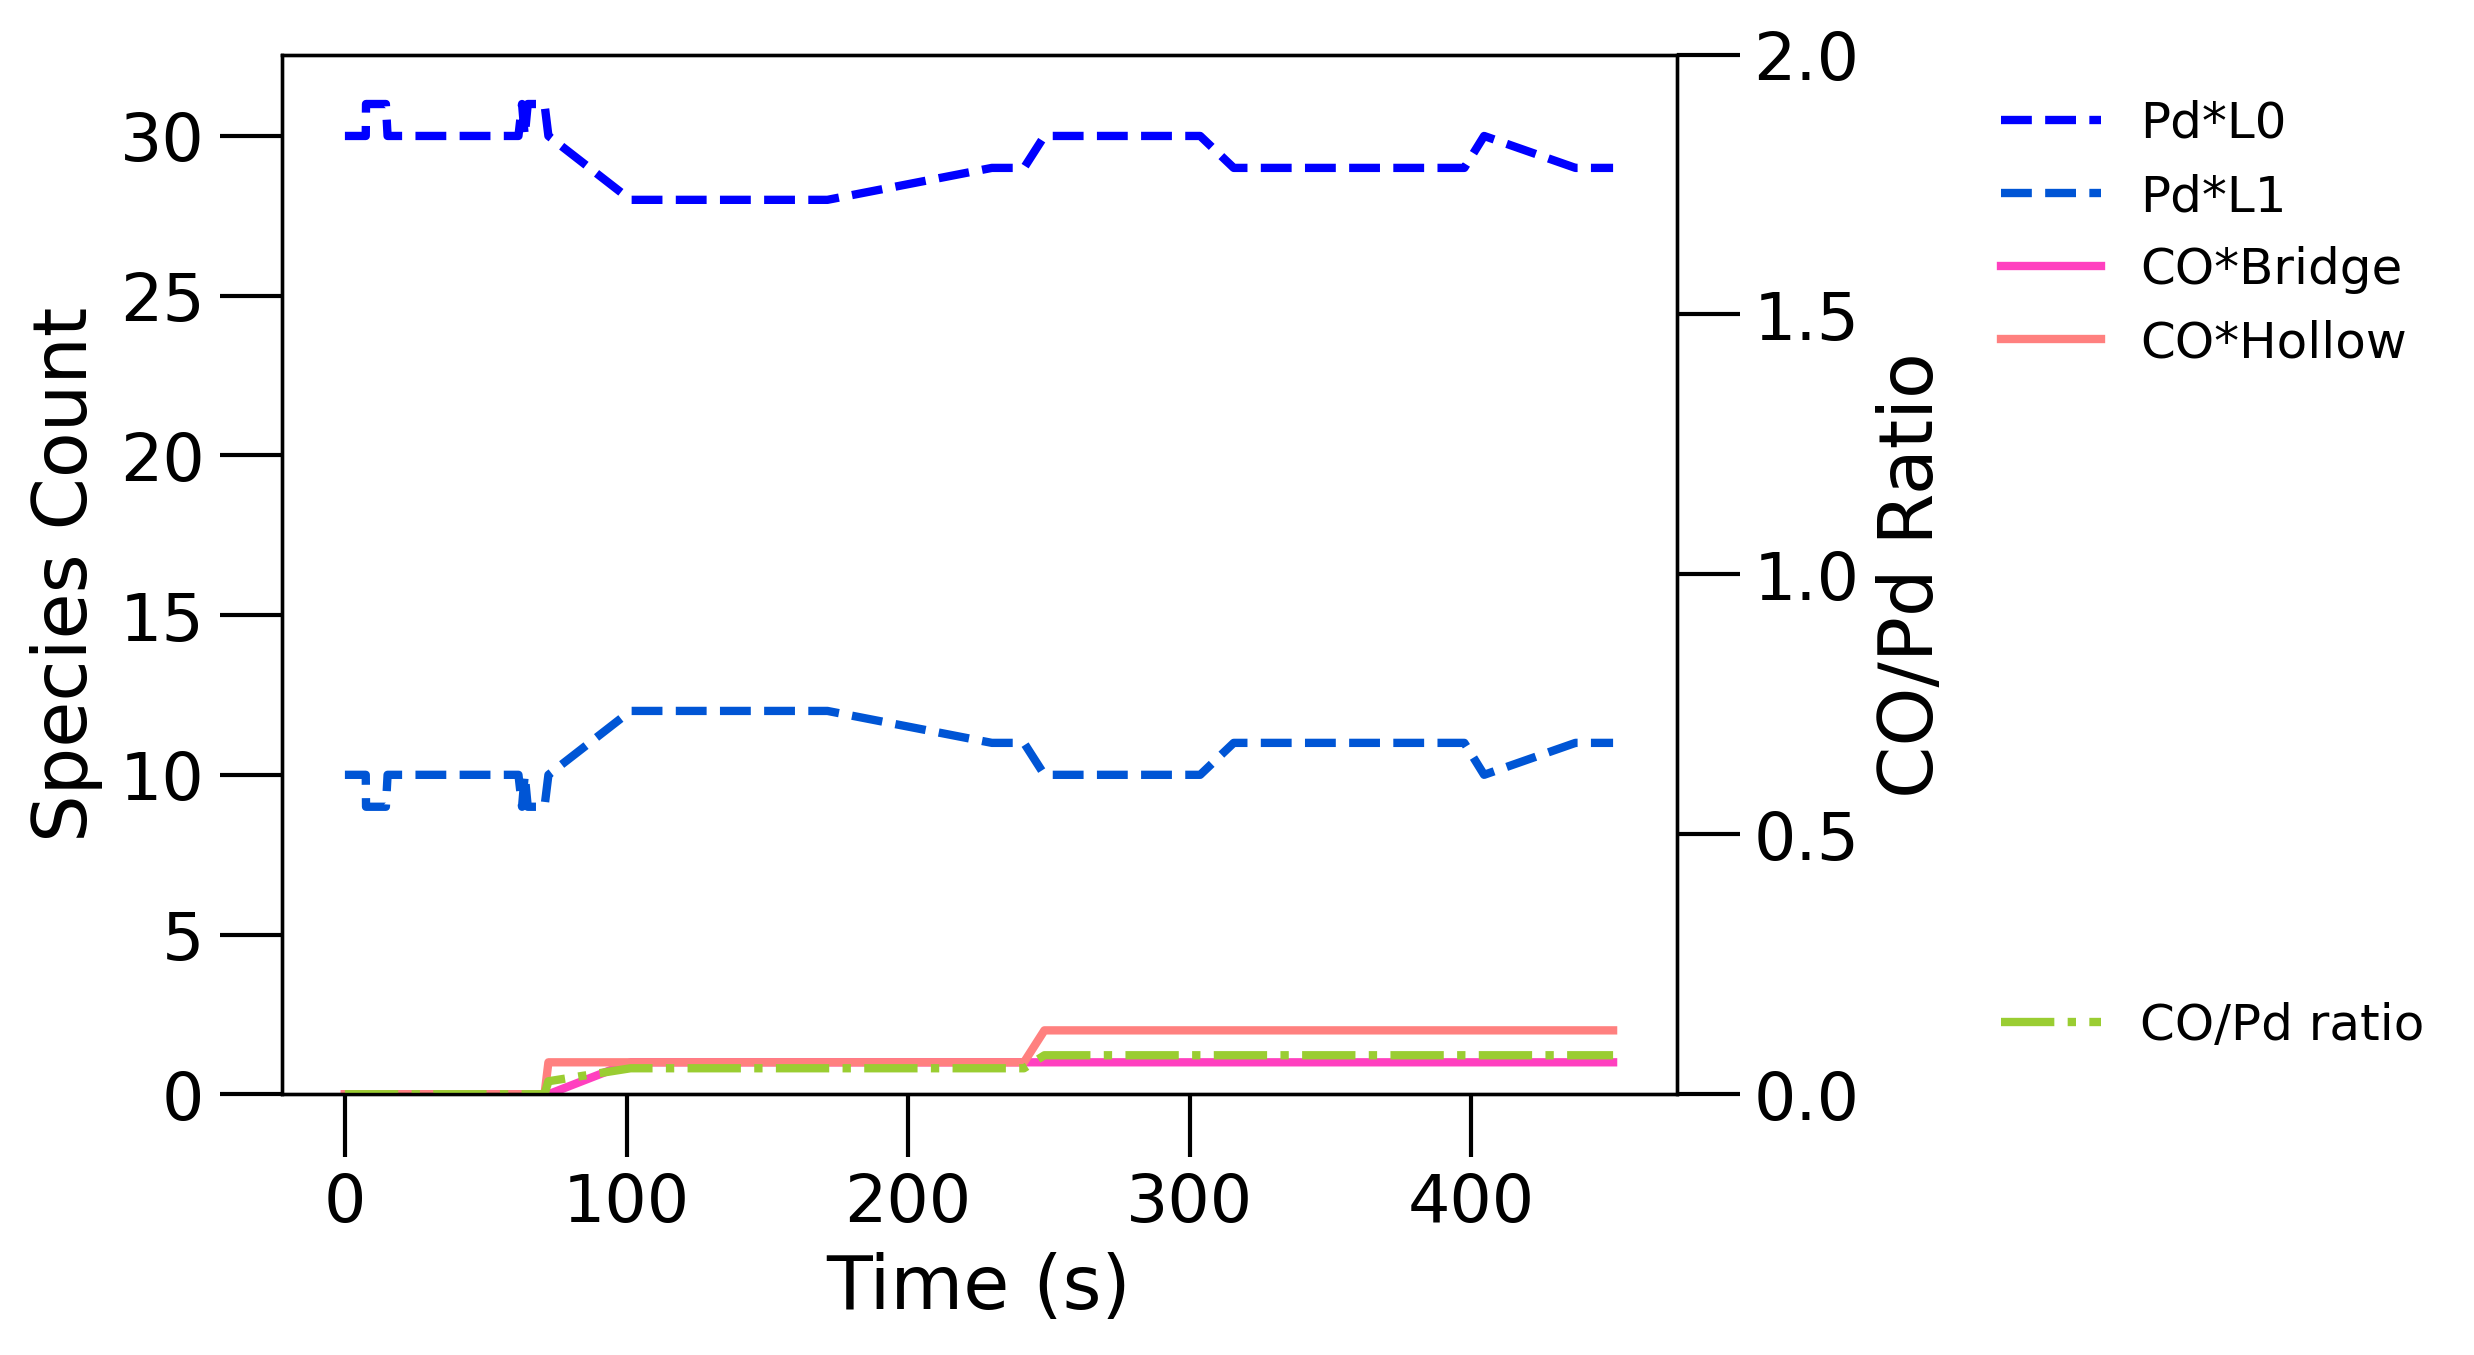 Species Count
30
25
20
15
10
5
0
0 100 200 300 400
Time (s)
2.0
1.5
1.0
0.5
0.0
CO/Pd Ratio
Pd*L0
Pd*L1
CO*Bridge
CO*Hollow
CO/Pd ratio